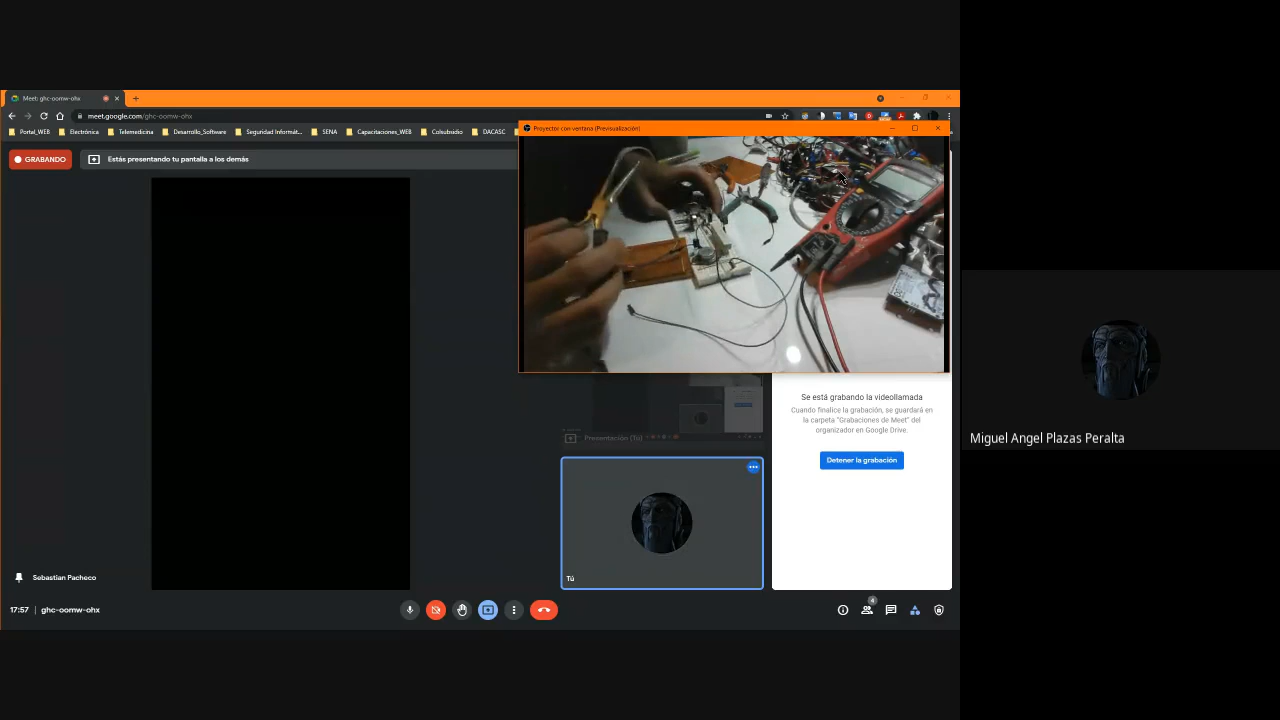 Meet: ghc-oomw-ohx
meet.google.com/ghc-oomw-ohx
Portal_WEB
Electrónica
Telemedicina
Desarrollo_Software
Seguridad Informát...
SENA
Capacitaciones_WEB
Colsubsidio
DACASC
Proyector con ventana (Previsualización)
GRABANDO
Estás presentando tu pantalla a los demás
Se está grabando la videollamada
Cuando finalice la grabación, se guardará en
la carpeta "Grabaciones de Meet" del
organizador en Google Drive.
Presentación (Tú)
Detener la grabación
Miguel Angel Plazas Peralta
Sebastian Pacheco
Tú
17:57 | ghc-oomw-ohx
4